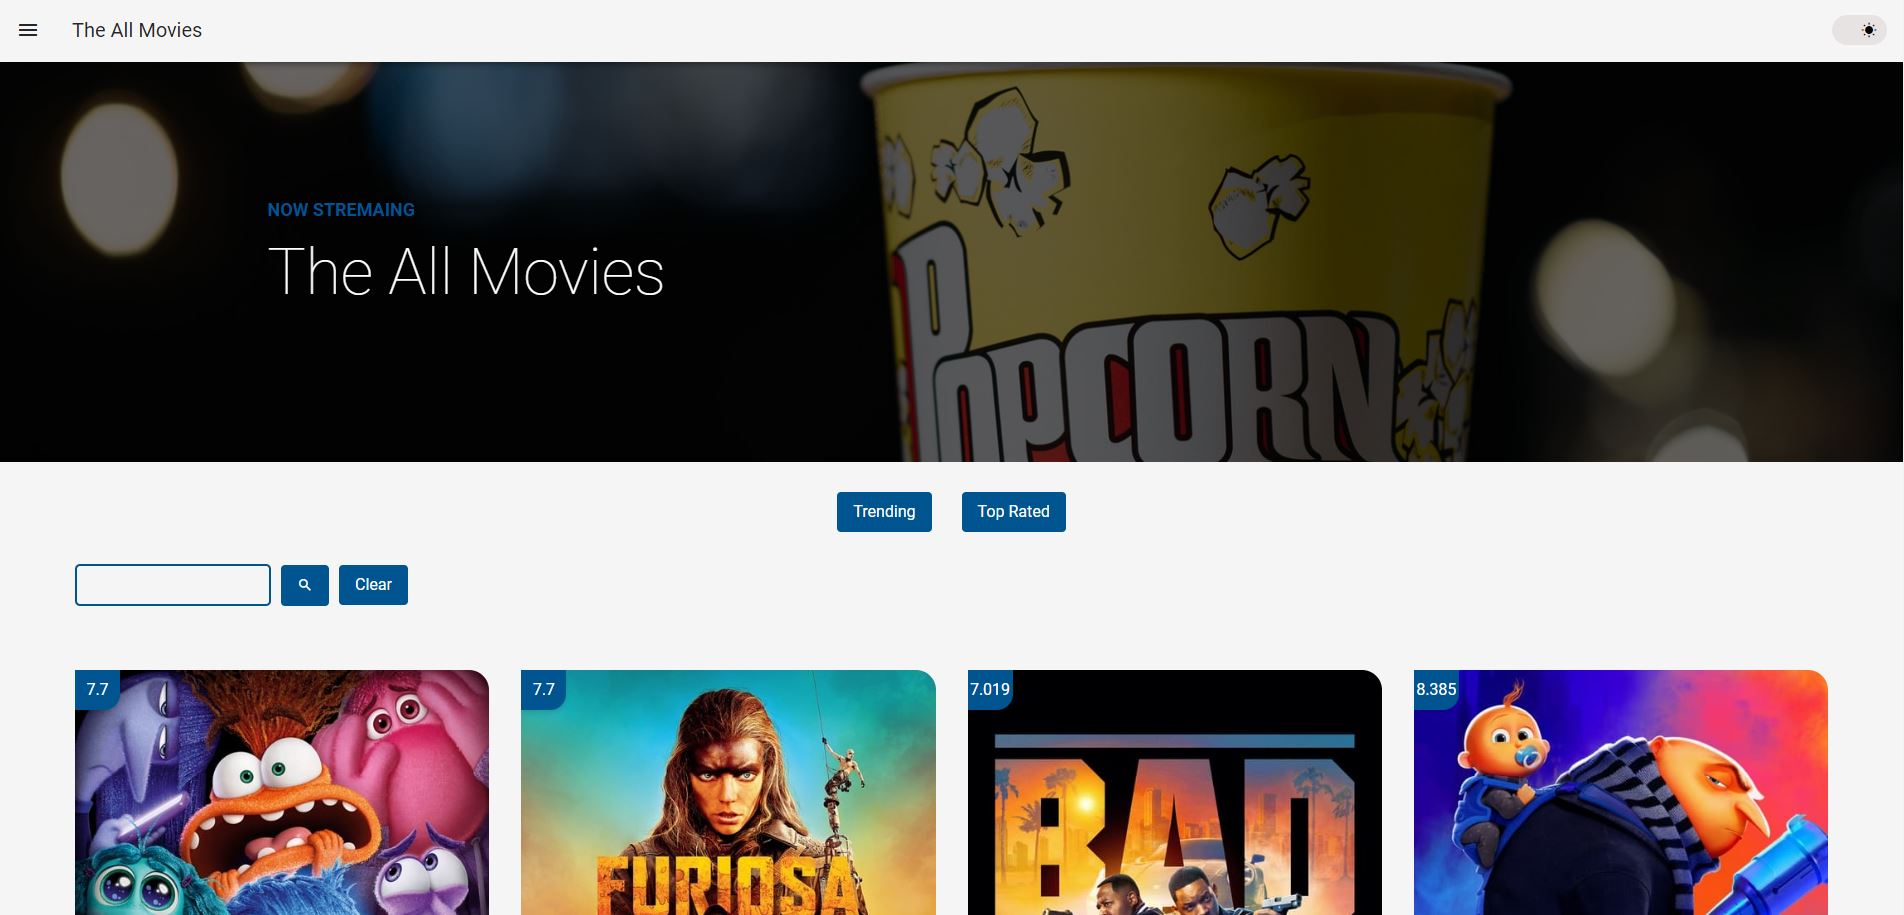 The All Movies
NOW STREMAING
The All Movies
POPCORN
Trending
Top Rated
Clear
7.7
7.7
7.019
8.385
FURIOSA
BAD